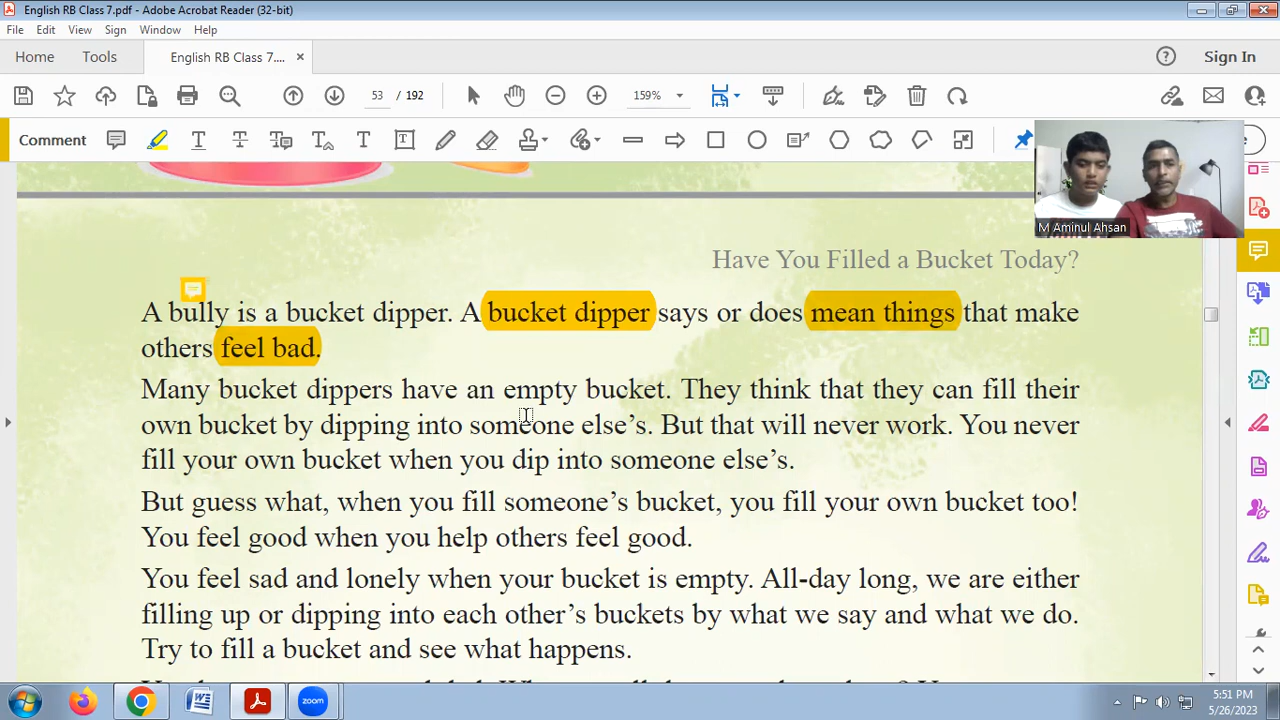 English RB Class 7.pdf - Adobe Acrobat Reader (32-bit)
File Edit View Sign Window Help
Home Tools English RB Class 7.... × Sign In
53 / 192 159%
Comment
M Aminul Ahsan
Have You Filled a Bucket Today?
A bully is a bucket dipper. A bucket dipper says or does mean things that make
others feel bad.
Many bucket dippers have an empty bucket. They think that they can fill their
own bucket by dipping into someone else’s. But that will never work. You never
fill your own bucket when you dip into someone else’s.
But guess what, when you fill someone’s bucket, you fill your own bucket too!
You feel good when you help others feel good.
You feel sad and lonely when your bucket is empty. All-day long, we are either
filling up or dipping into each other’s buckets by what we say and what we do.
Try to fill a bucket and see what happens.
zoom
5:51 PM
5/26/2023